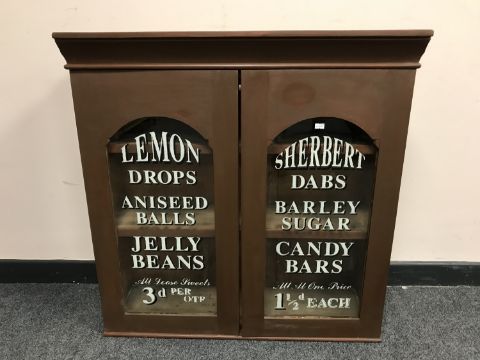 LEMON
DROPS
ANISEED
BALLS
JELLY
BEANS
All Loose Sweets
3d PER QTR
SHERBERT
DABS
BARLEY
SUGAR
CANDY
BARS
All At One Price
1½d EACH